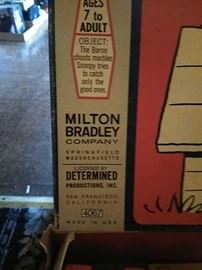 AGES
7 to
ADULT
OBJECT:
The Baron
shoots marbles
Snoopy tries
to catch
only the
good ones.
MILTON
BRADLEY
COMPANY
SPRINGFIELD
MASSACHUSETTS
LICENSED BY
DETERMINED
PRODUCTIONS, INC.
SAN FRANCISCO
CALIFORNIA
4067
MADE IN USA